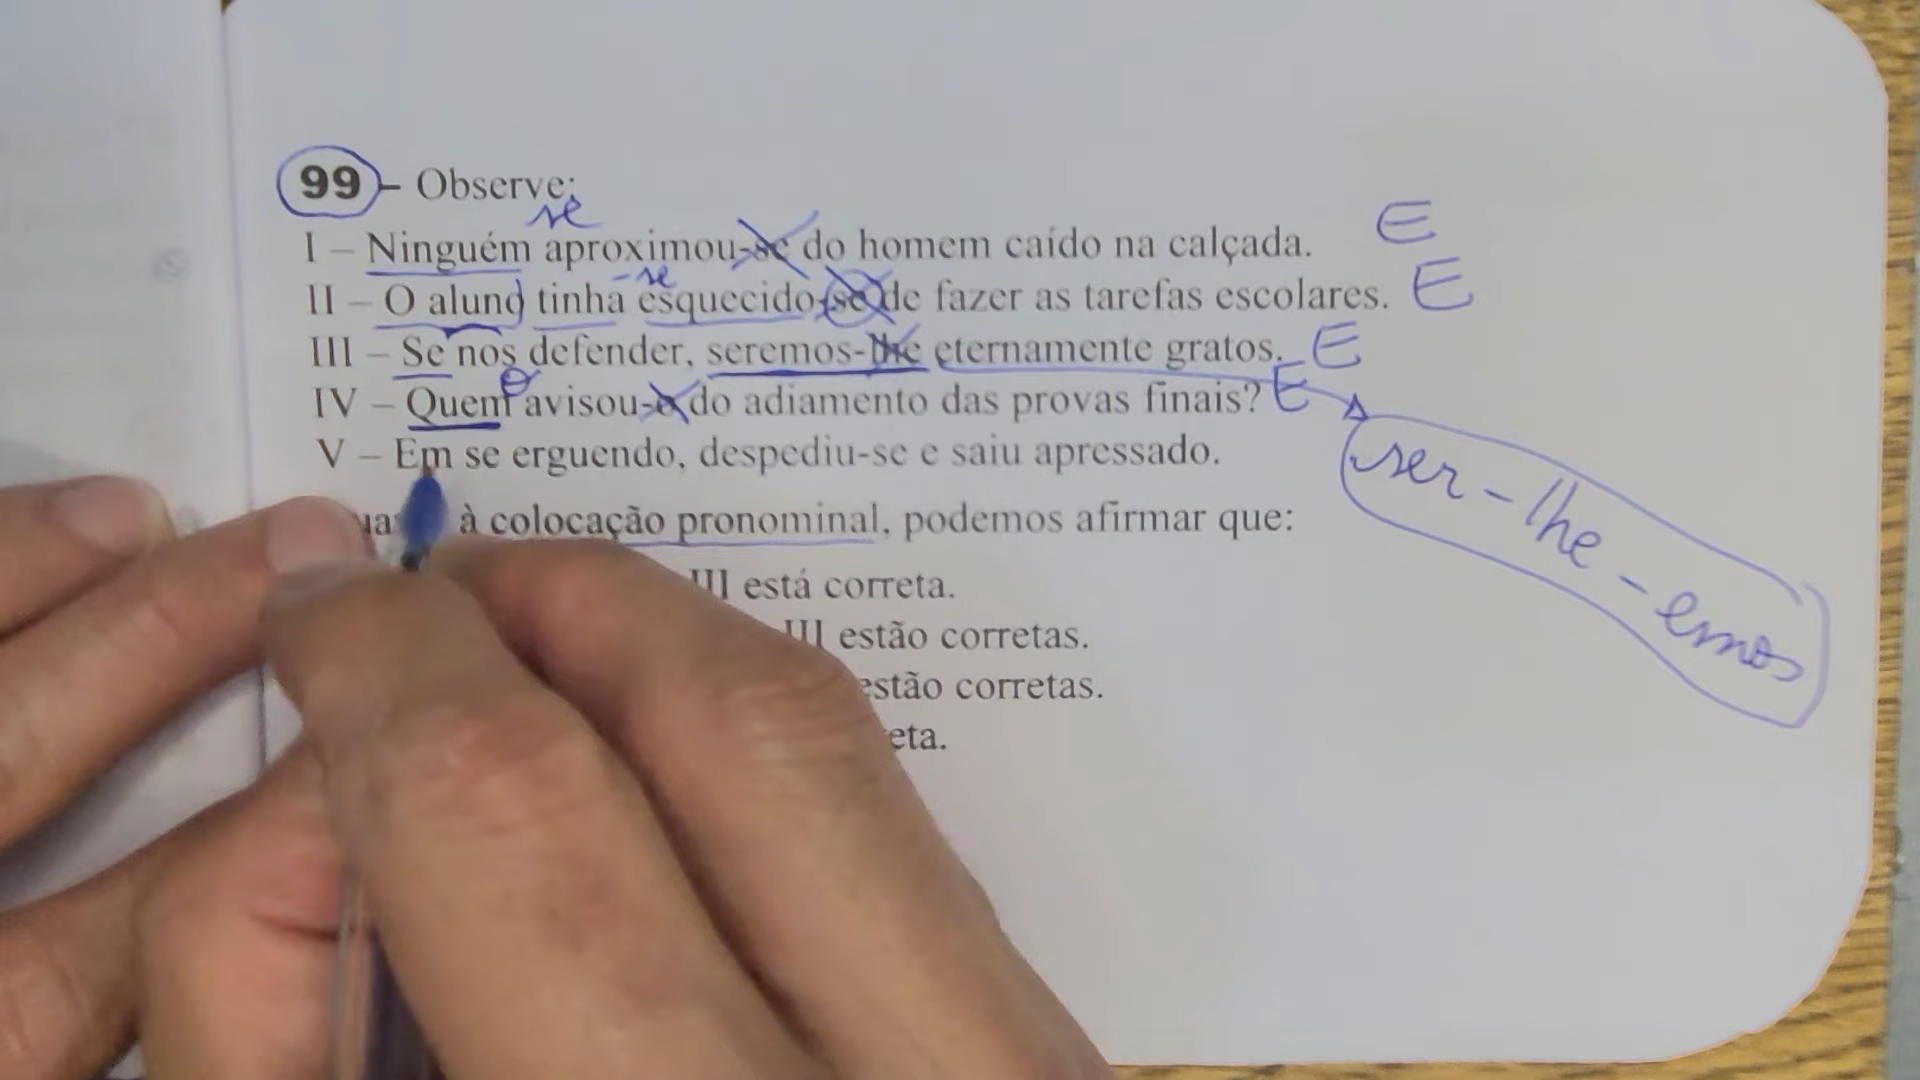 99 – Observe:
se
I – Ninguém aproximou-se do homem caído na calçada. E
-se
II – O aluno tinha esquecido-se de fazer as tarefas escolares. E
III – Se nos defender, seremos-lhe eternamente gratos. E
o
IV – Quem avisou-o do adiamento das provas finais? E
ser-lhe-emos
V – Em se erguendo, despediu-se e saiu apressado.
à colocação pronominal, podemos afirmar que:
III está correta.
III estão corretas.
estão corretas.